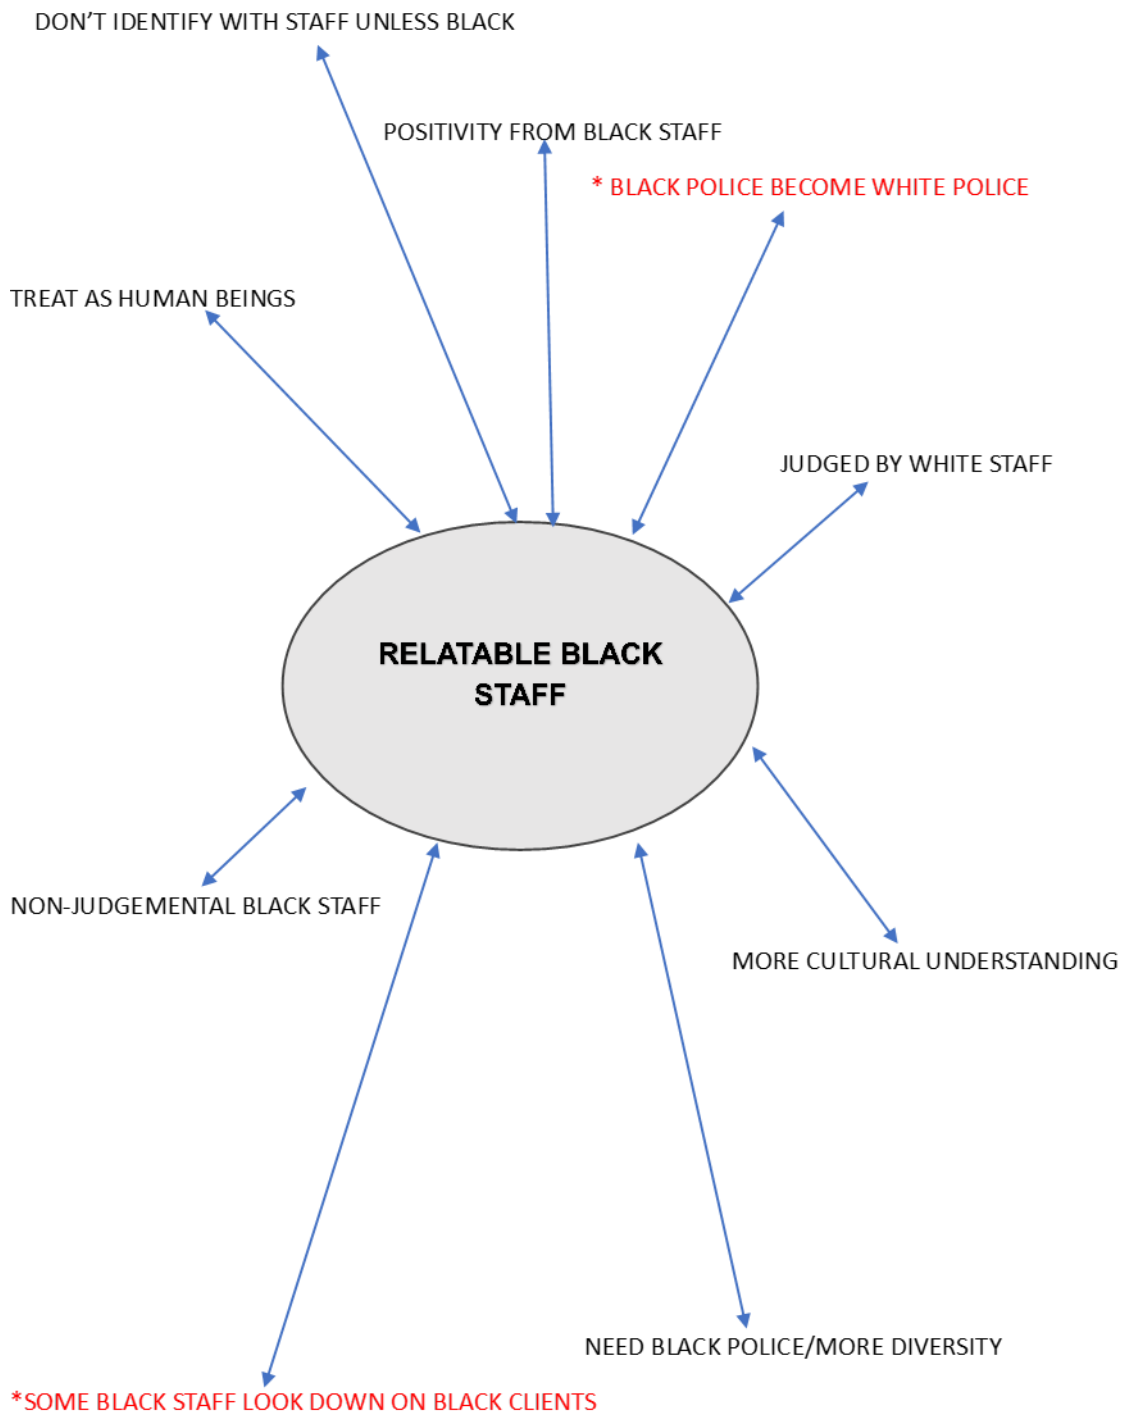 DON’T IDENTIFY WITH STAFF UNLESS BLACK
POSITIVITY FROM BLACK STAFF
* BLACK POLICE BECOME WHITE POLICE
TREAT AS HUMAN BEINGS
JUDGED BY WHITE STAFF
RELATABLE BLACK
STAFF
NON-JUDGEMENTAL BLACK STAFF
MORE CULTURAL UNDERSTANDING
NEED BLACK POLICE/MORE DIVERSITY
*SOME BLACK STAFF LOOK DOWN ON BLACK CLIENTS